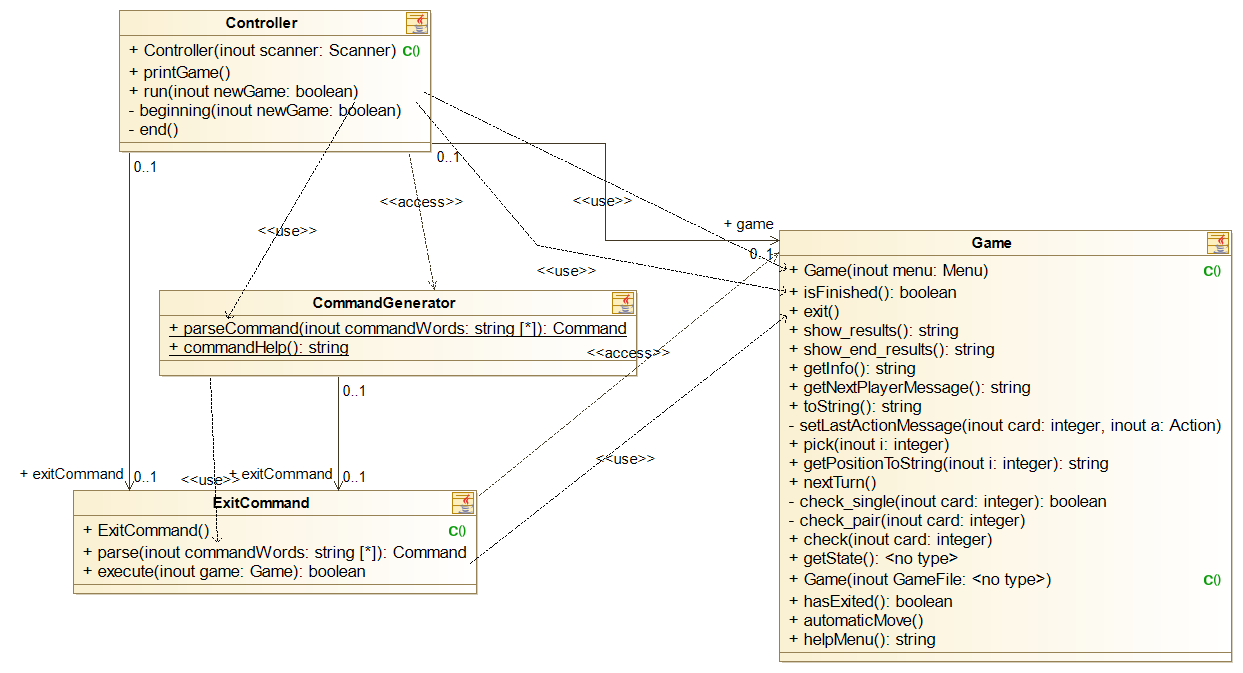 Controller
+ Controller(inout scanner: Scanner) C()
+ printGame()
+ run(inout newGame: boolean)
- beginning(inout newGame: boolean)
- end()
0..1
0..1
<<access>>
<<use>>
<<use>>
+ game
0..1
<<use>>
Game
+ Game(inout menu: Menu) C()
+ isFinished(): boolean
+ exit()
+ show_results(): string
+ show_end_results(): string
+ getInfo(): string
+ getNextPlayerMessage(): string
+ toString(): string
- setLastActionMessage(inout card: integer, inout a: Action)
+ pick(inout i: integer)
+ getPositionToString(inout i: integer): string
+ nextTurn()
- check_single(inout card: integer): boolean
- check_pair(inout card: integer)
+ check(inout card: integer)
+ getState(): <no type>
+ Game(inout GameFile: <no type>) C()
+ hasExited(): boolean
+ automaticMove()
+ helpMenu(): string
CommandGenerator
+ parseCommand(inout commandWords: string [*]): Command
+ commandHelp(): string
<<access>>
0..1
<<use>>
+ exitCommand
0..1
<<use>>
+ exitCommand
0..1
ExitCommand
+ ExitCommand() C()
+ parse(inout commandWords: string [*]): Command
+ execute(inout game: Game): boolean